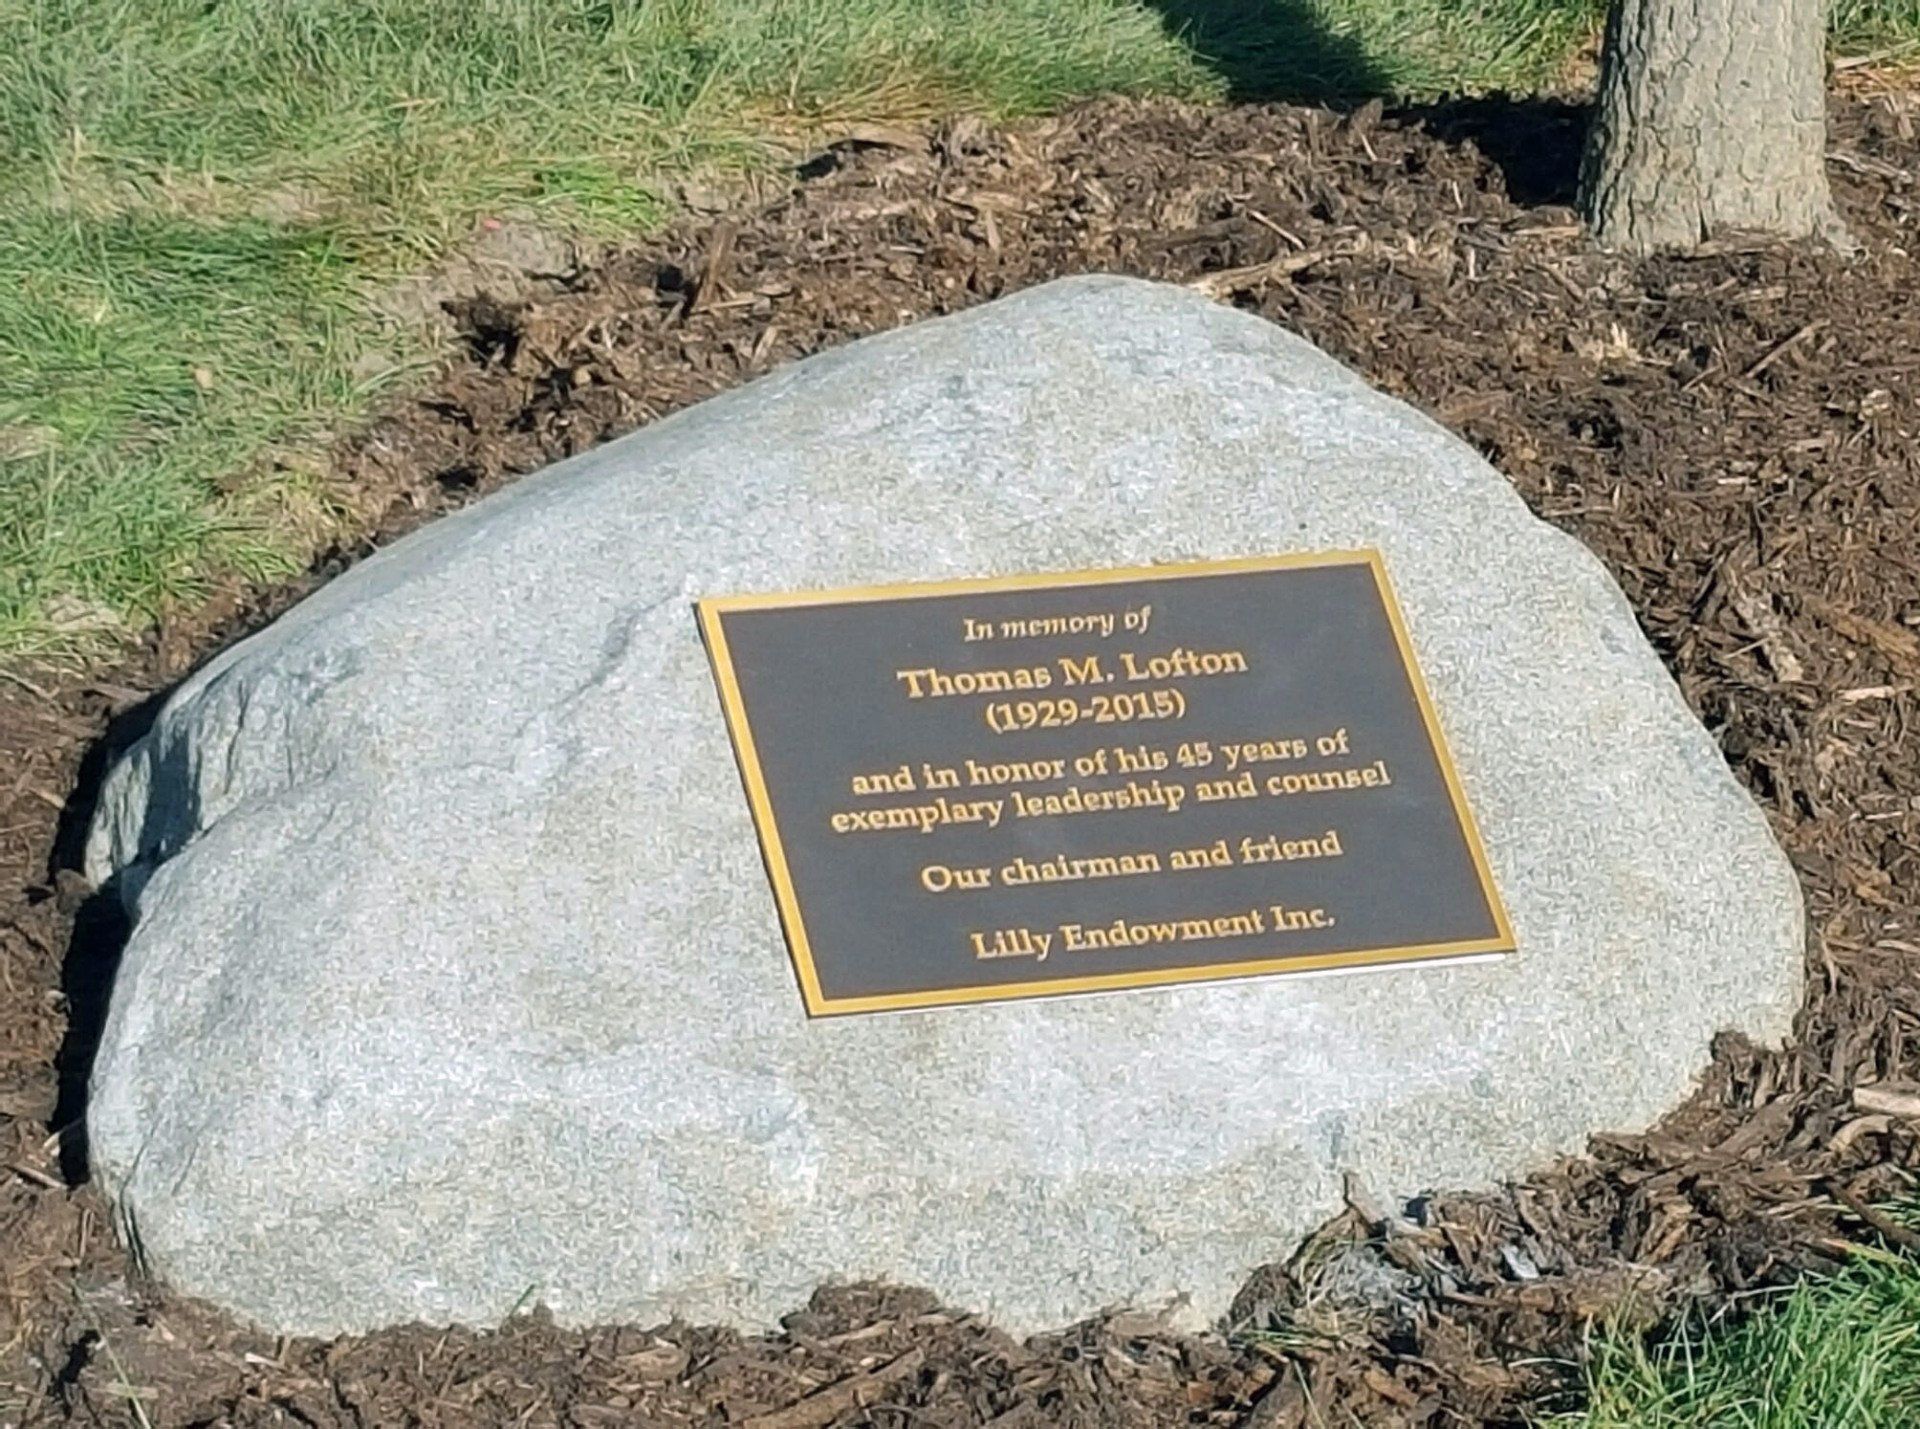 In memory of
Thomas M. Lofton
(1929-2015)
and in honor of his 45 years of
exemplary leadership and counsel
Our chairman and friend
Lilly Endowment Inc.